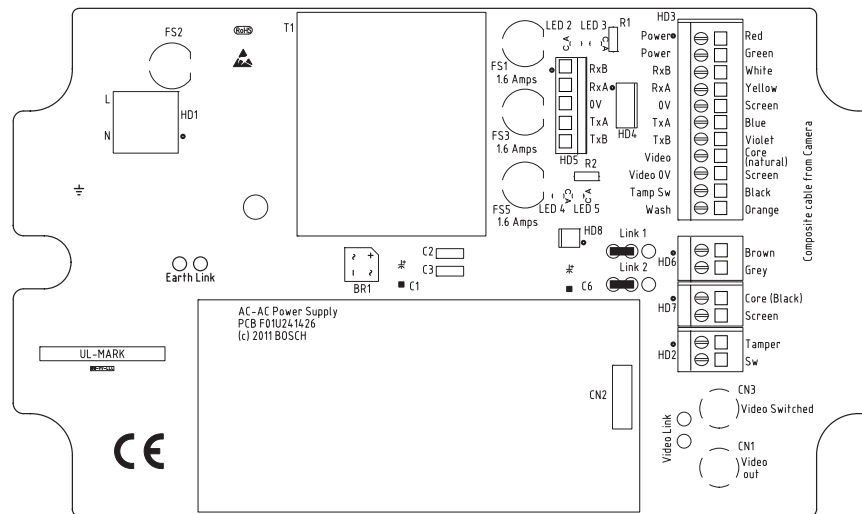 FS2
RoHS
T1
LED 2
LED 3
R1
HD3
C A
C A
FS1
1.6 Amps
Power
Red
Power
Green
RxB
RxB
White
L
HD1
RxA
RxA
Yellow
0V
0V
Screen
FS3
1.6 Amps
TxA
HD4
TxA
Blue
N
TxB
TxB
Violet
HD5
Video
Core
(natural)
R2
Video 0V
Screen
FS5
1.6 Amps
C A
C A
LED 4
LED 5
Tamp Sw
Black
Wash
Orange
Composite cable from Camera
HD8
Link 1
C2
HD6
Brown
Earth Link
~ +
– ~
BR1
C3
Link 2
Grey
C1
C6
HD7
Core (Black)
Screen
AC-AC Power Supply
PCB F01U241426
(c) 2011 BOSCH
HD2
Tamper
Sw
UL-MARK
CN2
CN3
Video Switched
Video Link
CN1
Video
out
CE